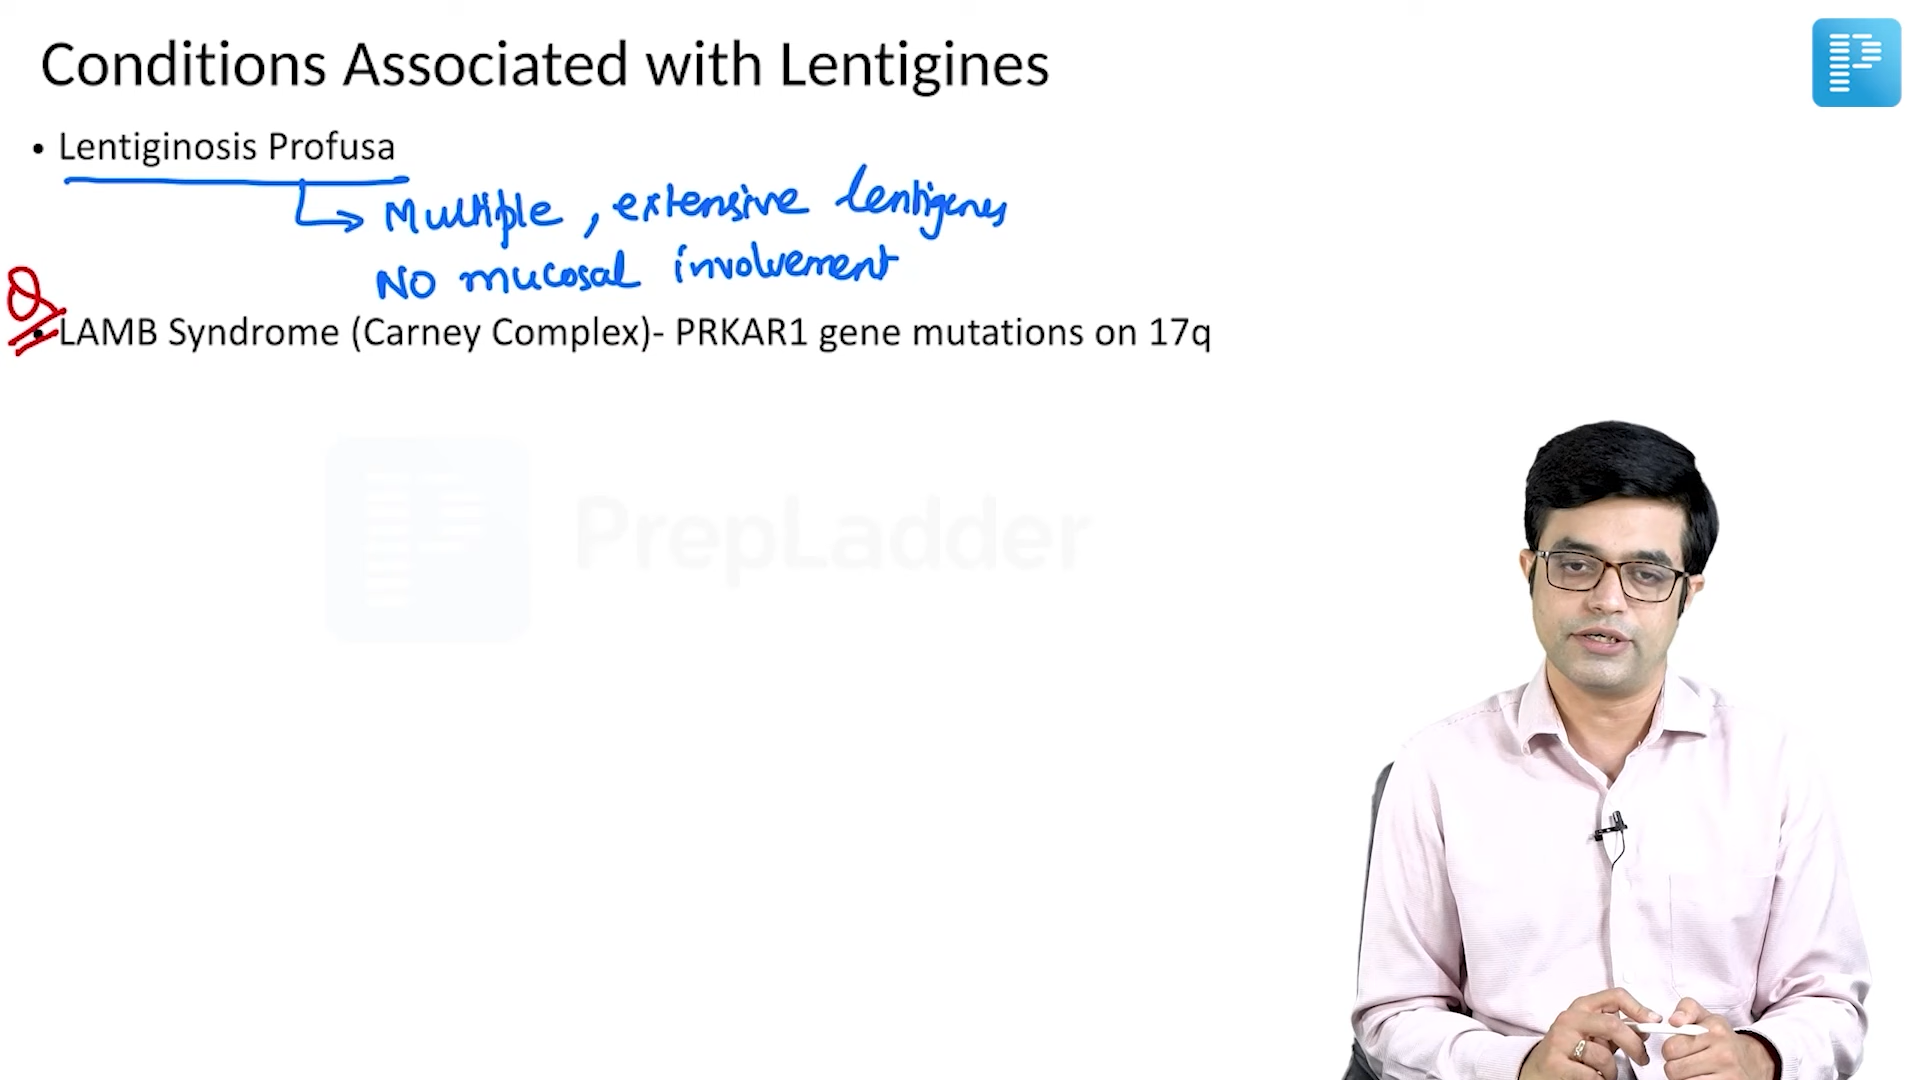 Conditions Associated with Lentigines
• Lentiginosis Profusa
Multiple, extensive lentigenes
No mucosal involvement
Q
• LAMB Syndrome (Carney Complex)- PRKAR1 gene mutations on 17q
PrepLadder